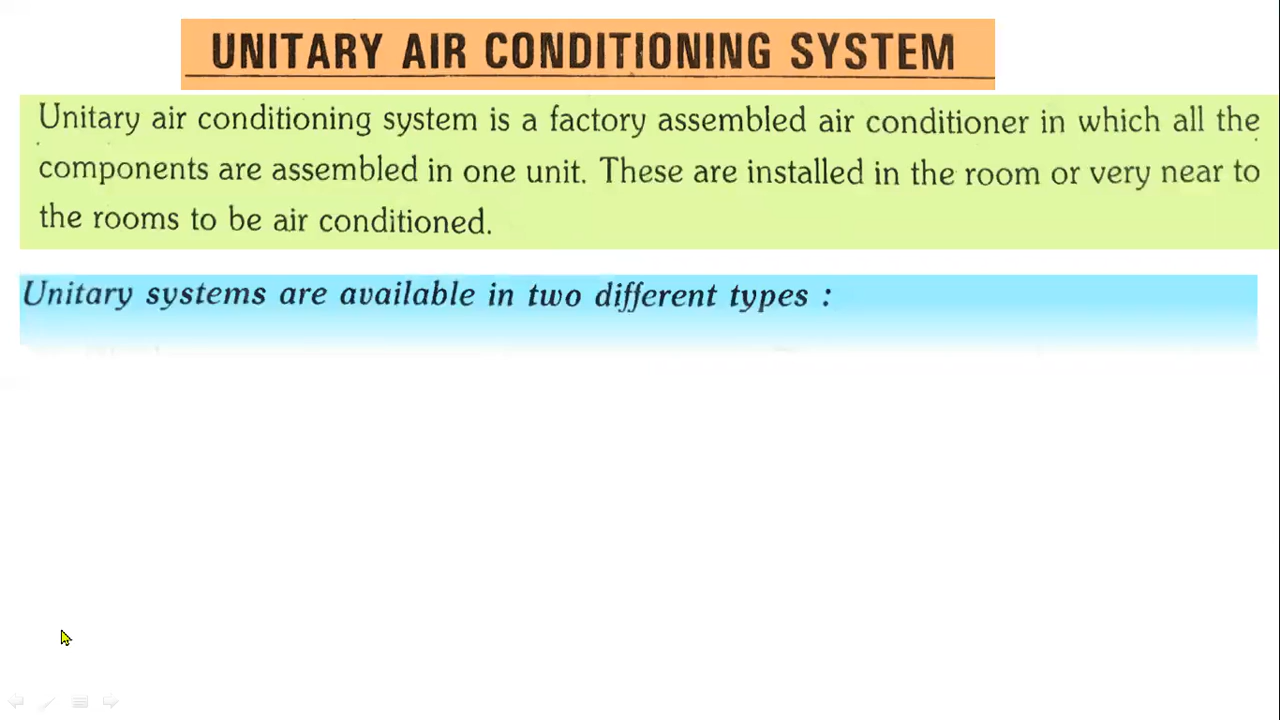 UNITARY AIR CONDITIONING SYSTEM
Unitary air conditioning system is a factory assembled air conditioner in which all the
components are assembled in one unit. These are installed in the room or very near to
the rooms to be air conditioned.
Unitary systems are available in two different types :